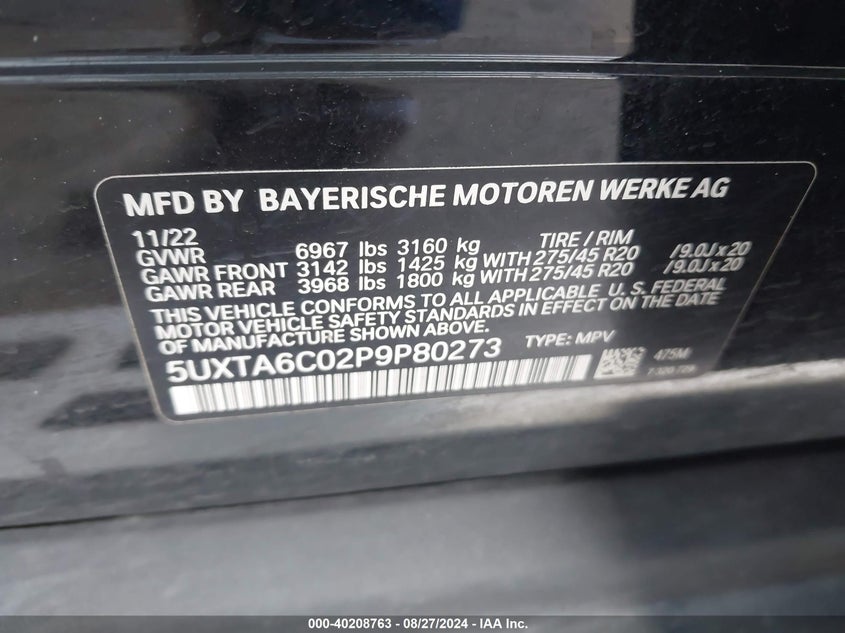 MFD BY BAYERISCHE MOTOREN WERKE AG
11/22 TIRE / RIM
GVWR 6967 lbs 3160 kg
GAWR FRONT 3142 lbs 1425 kg WITH 275/45 R20 /9.0J x 20
GAWR REAR 3968 lbs 1800 kg WITH 275/45 R20 /9.0J x 20
THIS VEHICLE CONFORMS TO ALL APPLICABLE U.S. FEDERAL
MOTOR VEHICLE SAFETY STANDARDS IN EFFECT ON THE DATE
OF MANUFACTURE SHOWN ABOVE.
5UXTA6C02P9P80273 TYPE: MPV
475M
000-40208763 - 08/27/2024 - IAA Inc.